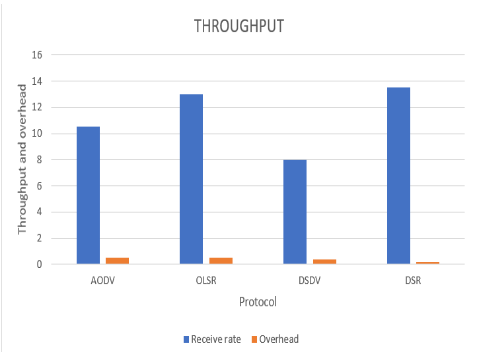 THROUGHPUT
Throughput and overhead
16
14
12
10
8
6
4
2
0
AODV
OLSR
DSDV
DSR
Protocol
Receive rate
Overhead